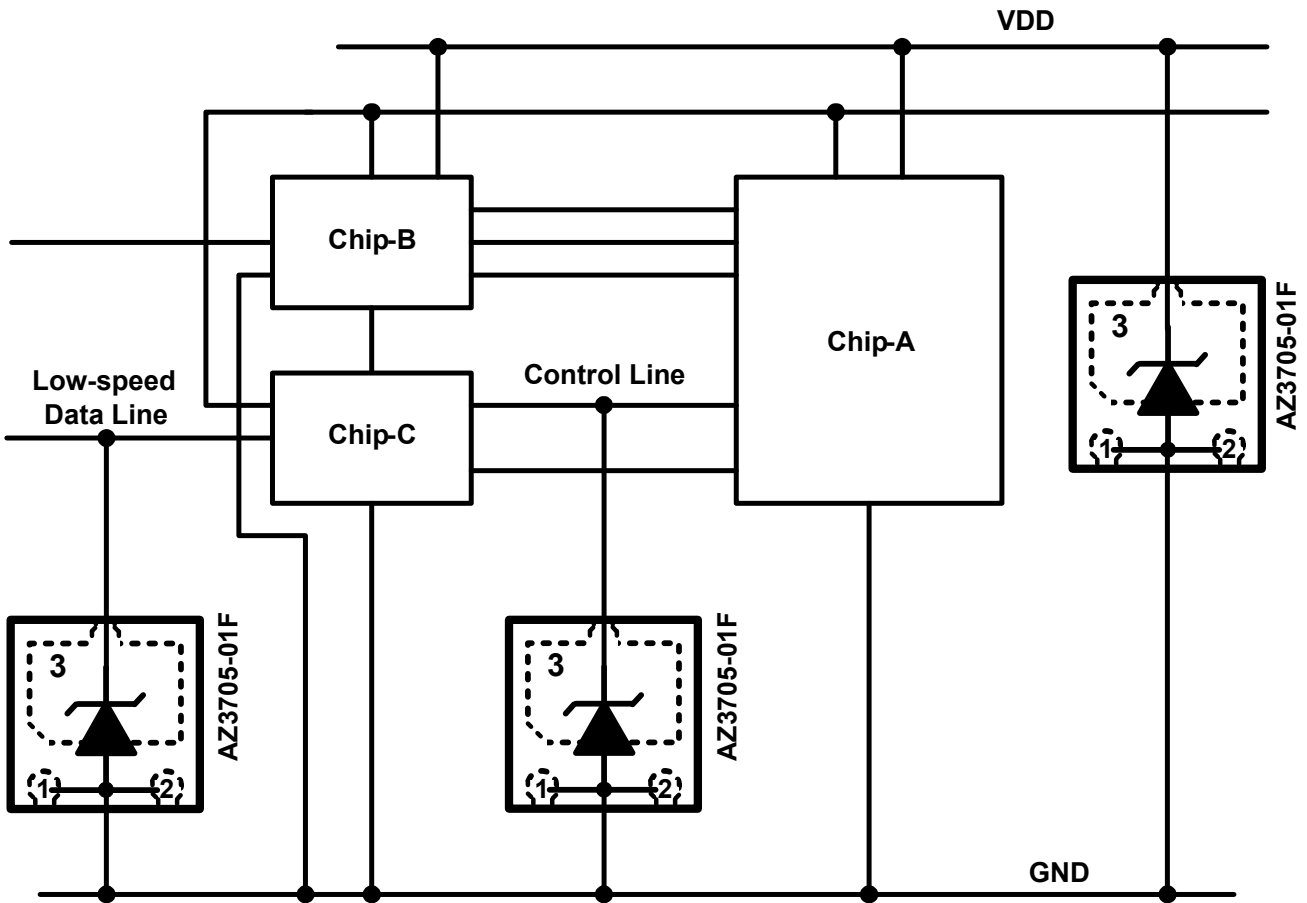 VDD
Chip-B
Chip-A
3
AZ3705-01F
1
2
Low-speed
Data Line
Control Line
Chip-C
3
AZ3705-01F
1
2
3
AZ3705-01F
1
2
GND